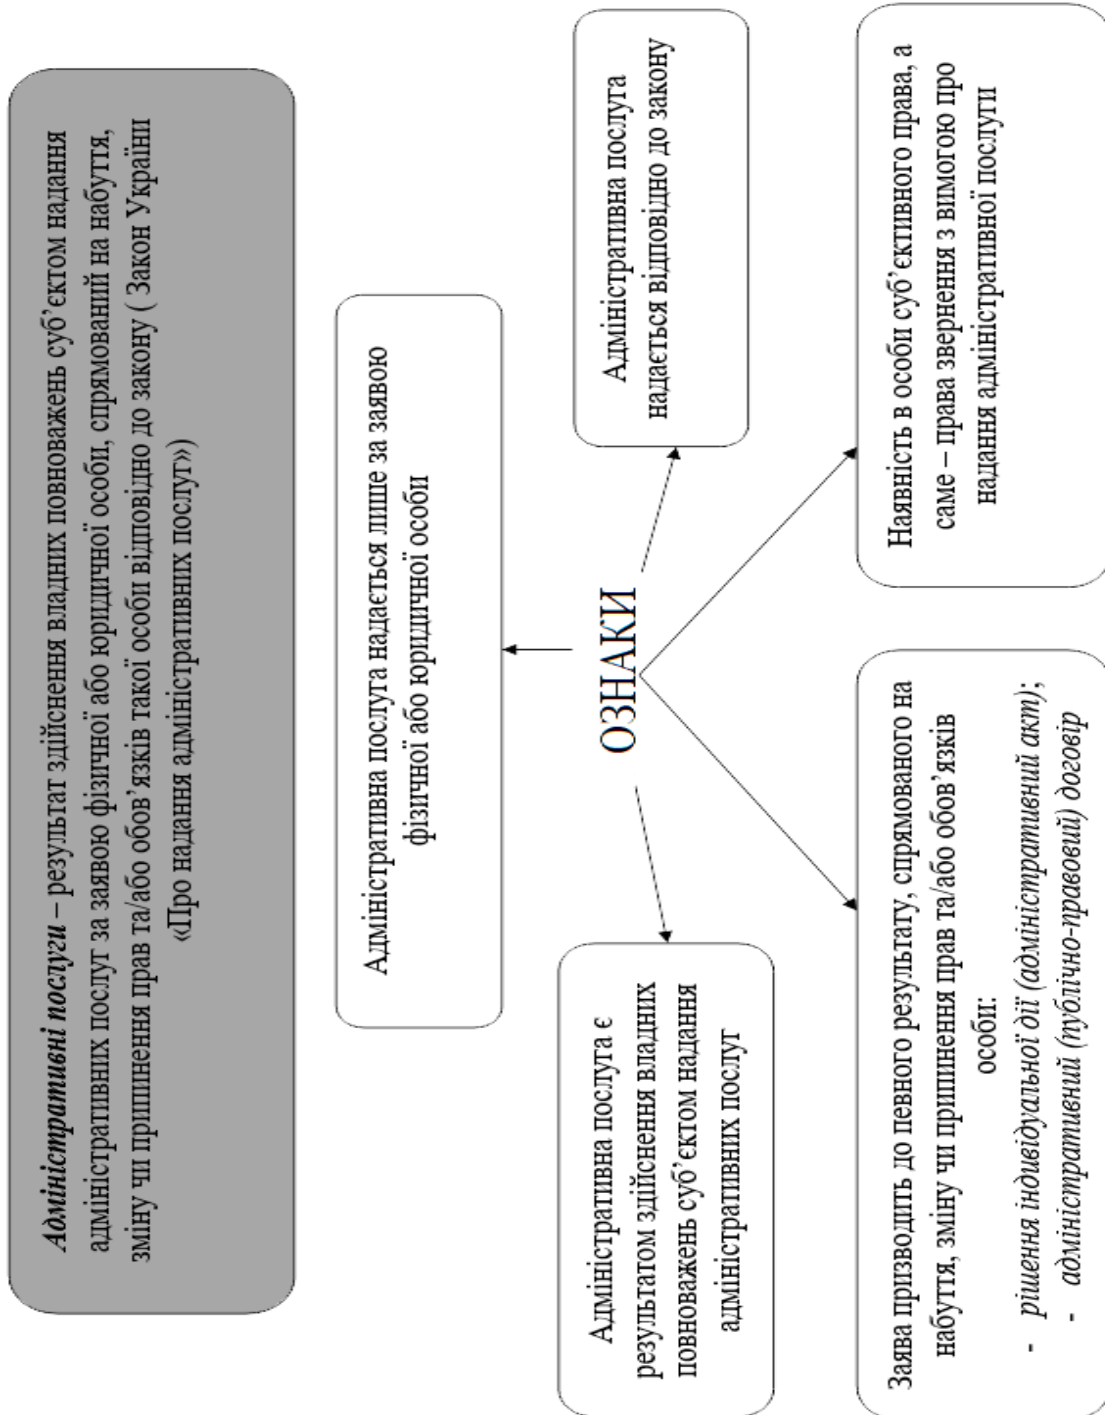 Адміністративні послуги – результат здійснення владних повноважень суб’єктом надання
адміністративних послуг за заявою фізичної або юридичної особи, спрямований на набуття,
зміну чи припинення прав та/або обов’язків такої особи відповідно до закону ( Закон України
«Про надання адміністративних послуг»)
Адміністративна послуга надається лише за заявою
фізичної або юридичної особи
Адміністративна послуга є
результатом здійснення владних
повноважень суб’єктом надання
адміністративних послуг
ОЗНАКИ
Адміністративна послуга
надається відповідно до закону
Заява призводить до певного результату, спрямованого на
набуття, зміну чи припинення прав та/або обов’язків
особи:
- рішення індивідуальної дії (адміністративний акт);
- адміністративний (публічно-правовий) договір
Наявність в особи суб’єктивного права, а
саме – права звернення з вимогою про
надання адміністративної послуги